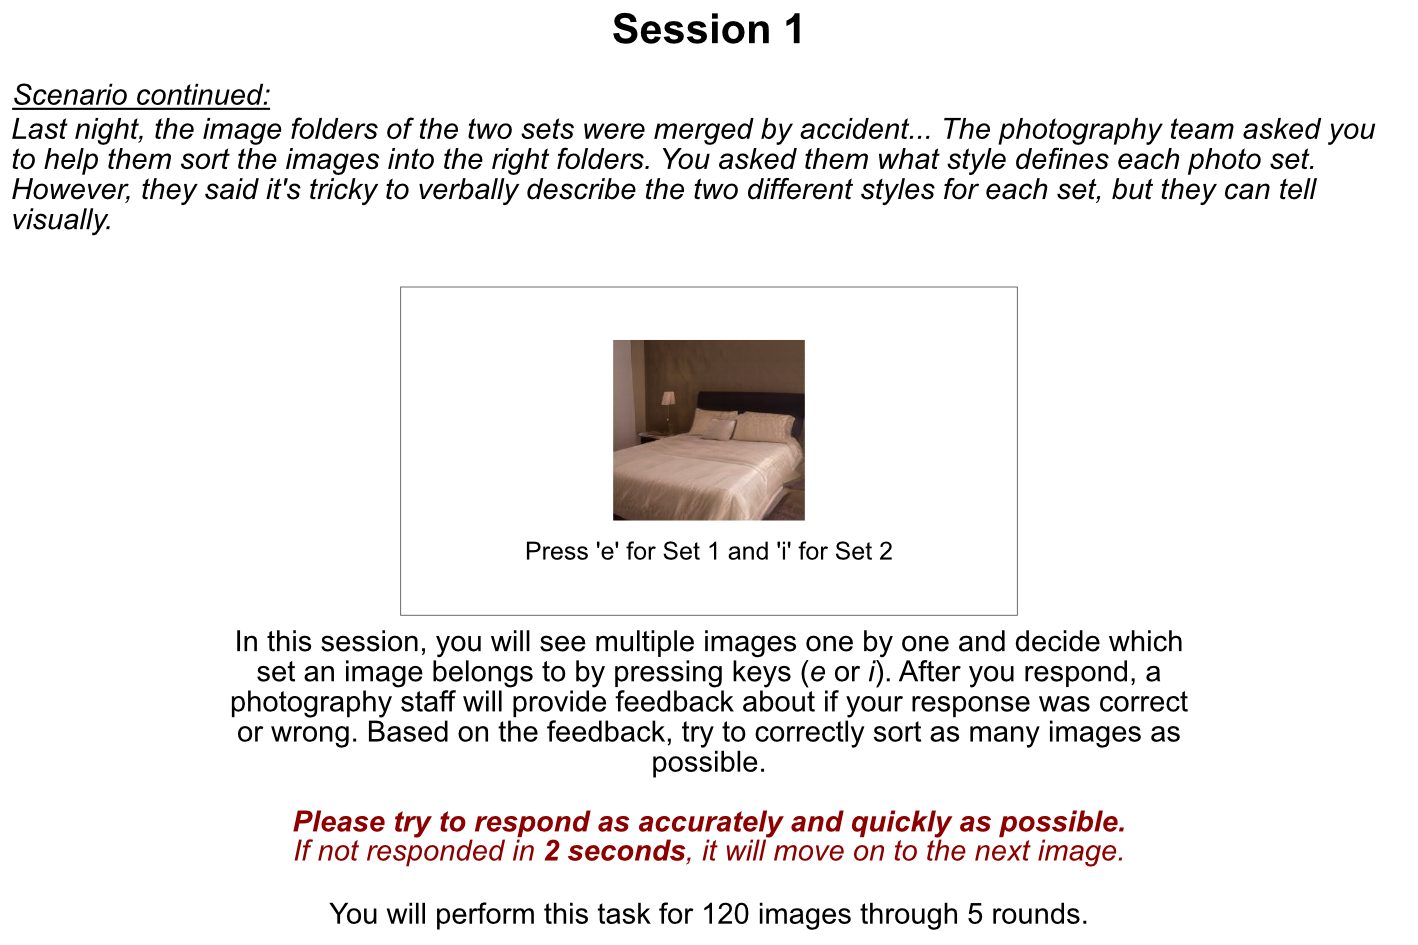 Session 1
Scenario continued:
Last night, the image folders of the two sets were merged by accident... The photography team asked you
to help them sort the images into the right folders. You asked them what style defines each photo set.
However, they said it's tricky to verbally describe the two different styles for each set, but they can tell
visually.
Press 'e' for Set 1 and 'i' for Set 2
In this session, you will see multiple images one by one and decide which
set an image belongs to by pressing keys (e or i). After you respond, a
photography staff will provide feedback about if your response was correct
or wrong. Based on the feedback, try to correctly sort as many images as
possible.
Please try to respond as accurately and quickly as possible.
If not responded in 2 seconds, it will move on to the next image.
You will perform this task for 120 images through 5 rounds.